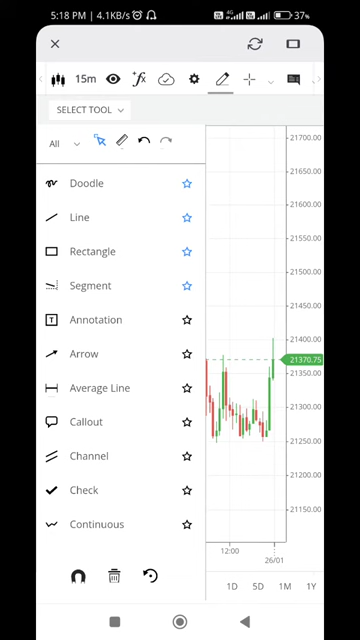 5:18 PM | 4.1KB/s
4G
37%
15m
fx
SELECT TOOL
All
Doodle
Line
Rectangle
Segment
T Annotation
Arrow
Average Line
Callout
Channel
Check
Continuous
21700.00
21650.00
21600.00
21550.00
21500.00
21450.00
21400.00
21370.75
21350.00
21300.00
21250.00
21200.00
21150.00
12:00
26/01
1D 5D 1M 1Y